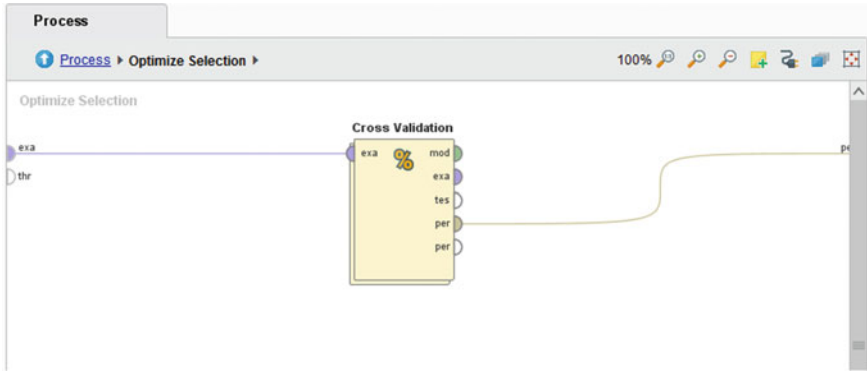 Process
Process ▸ Optimize Selection ▸ 100%
Optimize Selection
Cross Validation
exa
thr
exa % mod
exa
tes
per
per
pe